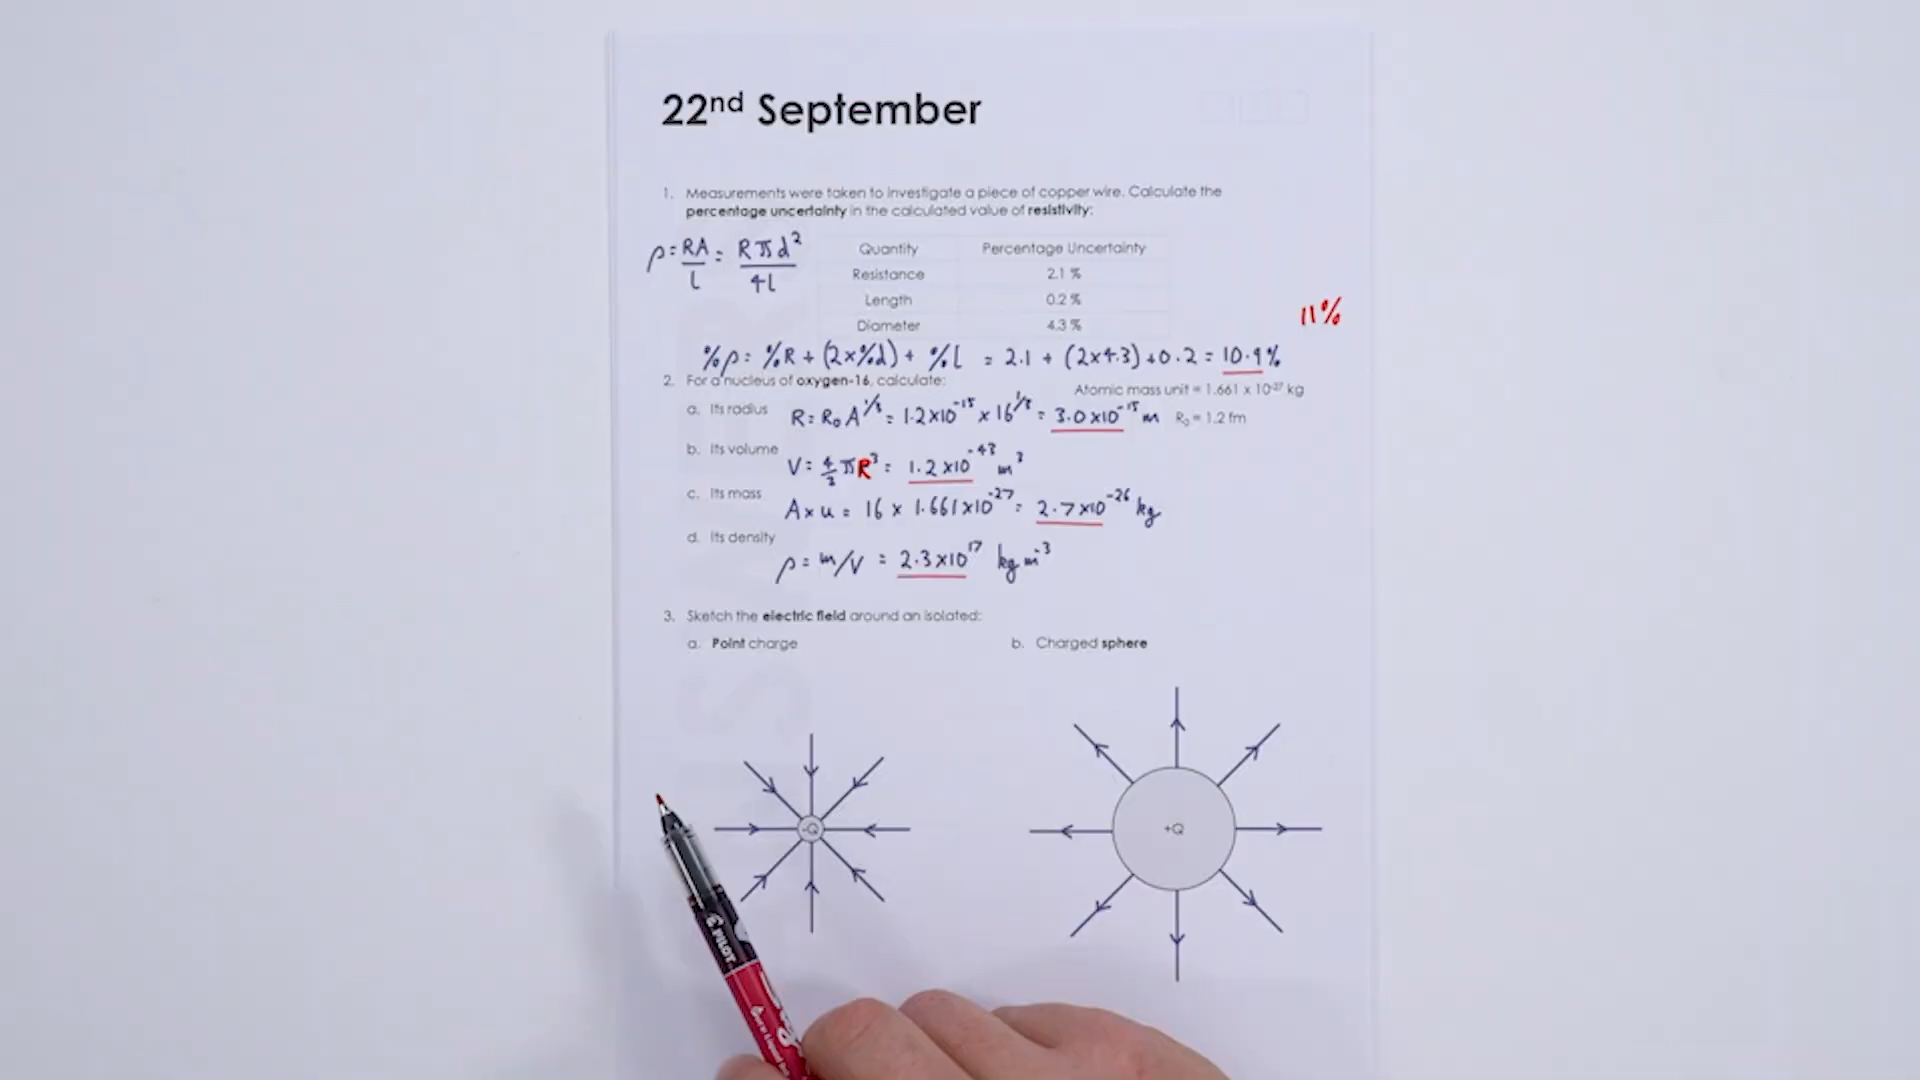 22nd September
1. Measurements were taken to investigate a piece of copper wire. Calculate the
percentage uncertainty in the calculated value of resistivity:
ρ = RA/L = Rπd²/4L
Quantity Percentage Uncertainty
Resistance 2.1 %
Length 0.2 %
Diameter 4.3 %
11%
%ρ = %R + (2×%d) + %L = 2.1 + (2×4.3) + 0.2 = 10.9%
2. For a nucleus of oxygen-16, calculate:
Atomic mass unit = 1.661 x 10⁻²⁷ kg
a. Its radius R = R₀A^1/3 = 1.2×10⁻¹⁵ × 16^1/3 = 3.0×10⁻¹⁵ m R₀ = 1.2 fm
b. Its volume V = 4/3 πR³ = 1.2×10⁻⁴³ m³
c. Its mass A×u = 16 × 1.661×10⁻²⁷ = 2.7×10⁻²⁶ kg
d. Its density ρ = m/V = 2.3×10¹⁷ kg m⁻³
3. Sketch the electric field around an isolated:
a. Point charge b. Charged sphere
-Q +Q
PILOT